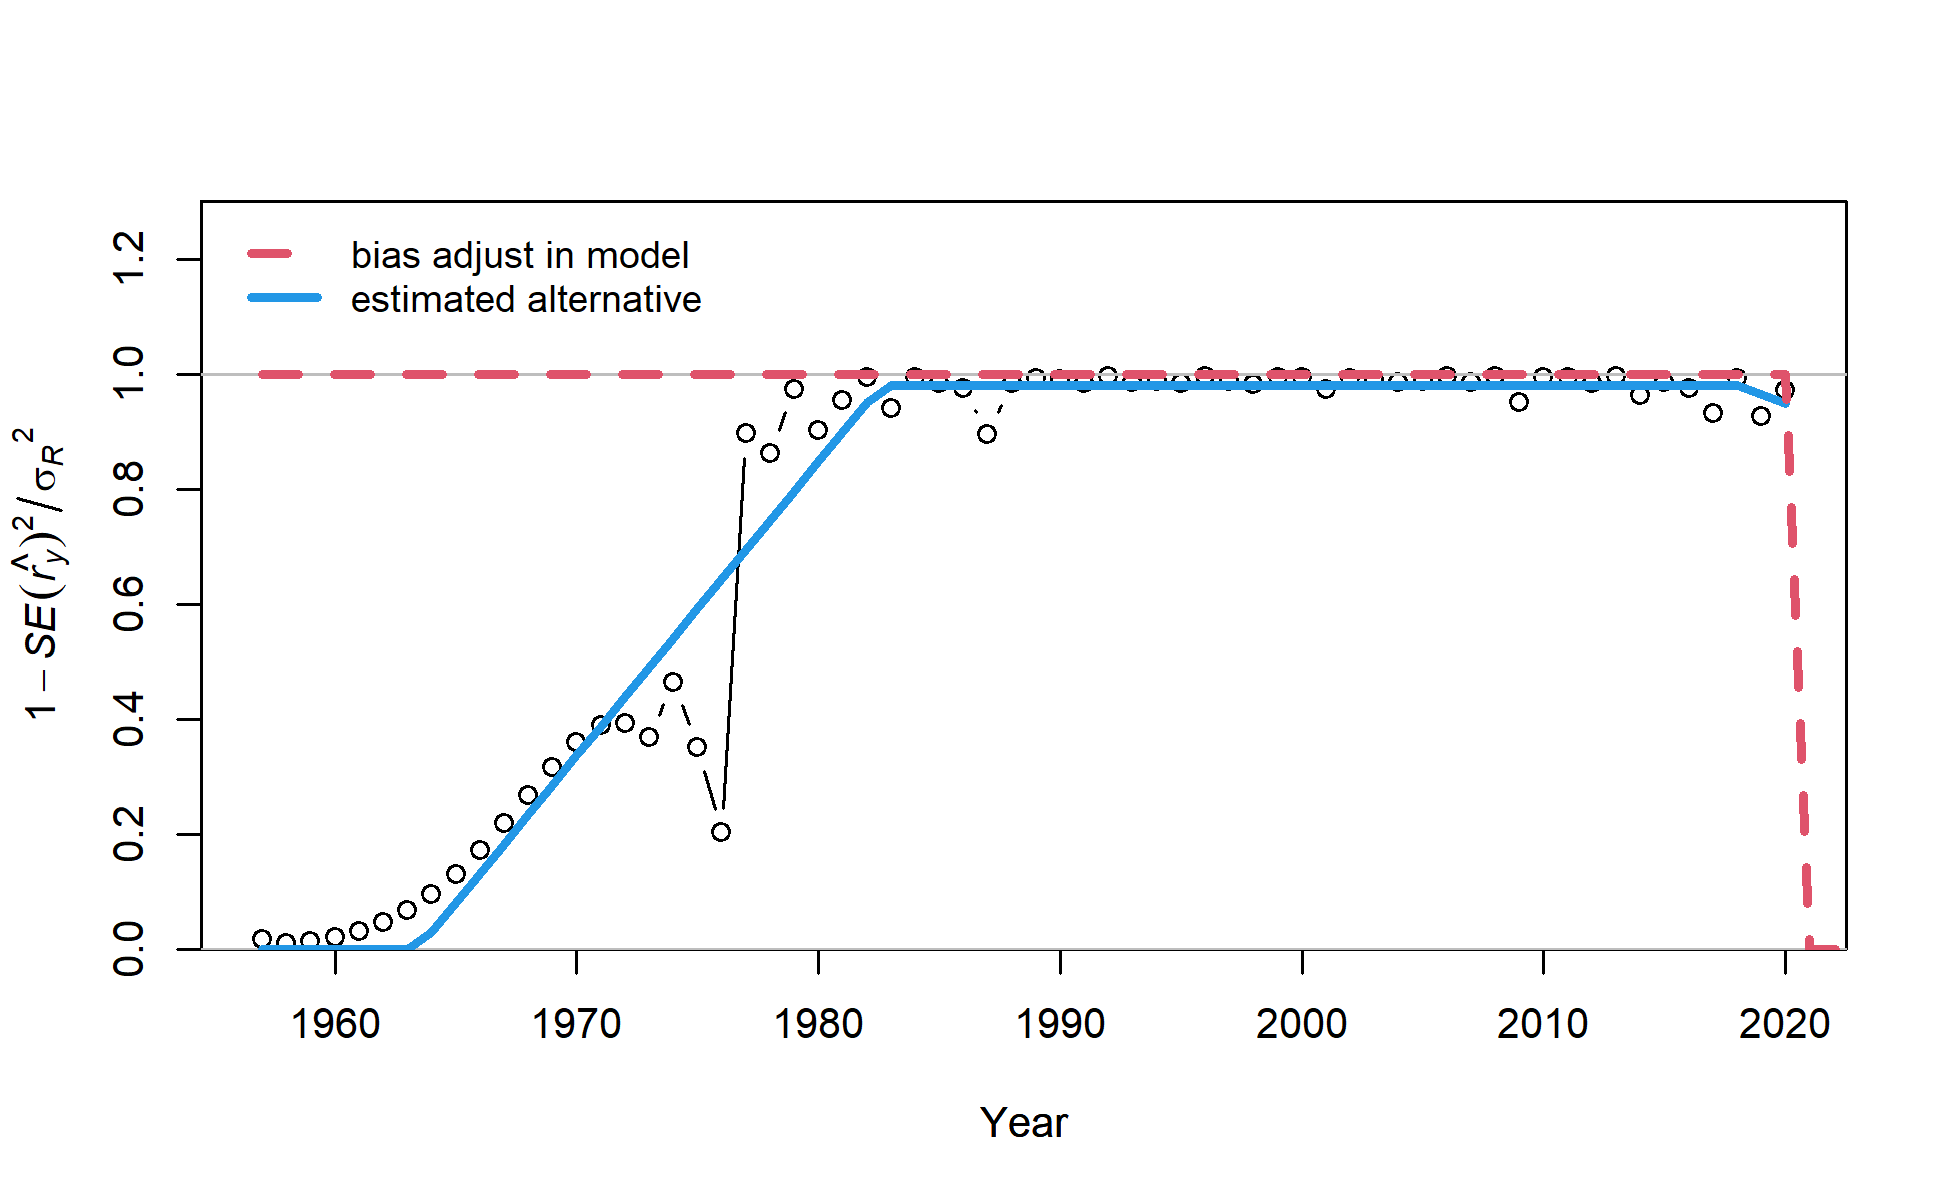 bias adjust in model
estimated alternative
1 − SE(r̂y)² / σR²
1.2
1.0
0.8
0.6
0.4
0.2
0.0
1960 1970 1980 1990 2000 2010 2020
Year